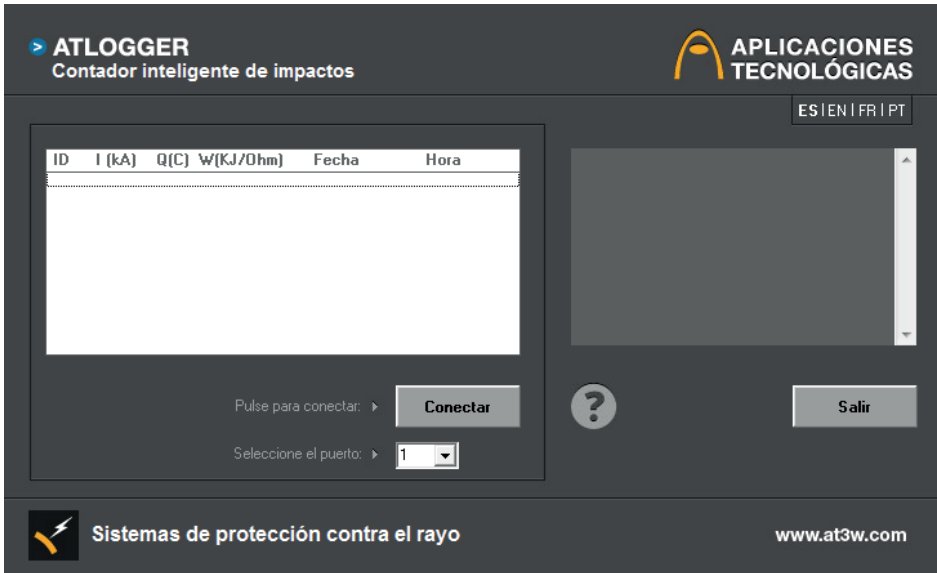 ATLOGGER
Contador inteligente de impactos
APLICACIONES
TECNOLÓGICAS
ES | EN | FR | PT
ID I (kA) Q(C) W(KJ/Ohm) Fecha Hora
Pulse para conectar:
Conectar
?
Salir
Seleccione el puerto:
1
Sistemas de protección contra el rayo
www.at3w.com